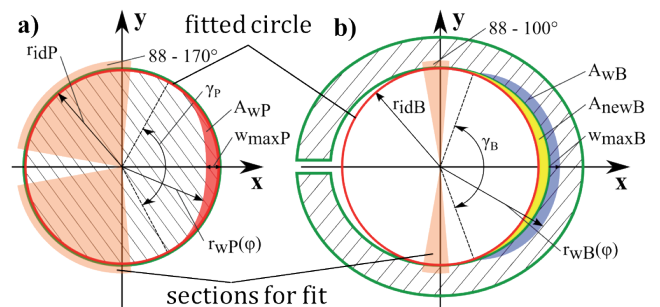 a)
y
fitted circle
88 - 170°
r_idP
γ_P
A_wP
w_maxP
x
r_wP(φ)
sections for fit
b)
y
88 - 100°
r_idB
γ_B
A_wB
A_newB
w_maxB
x
r_wB(φ)